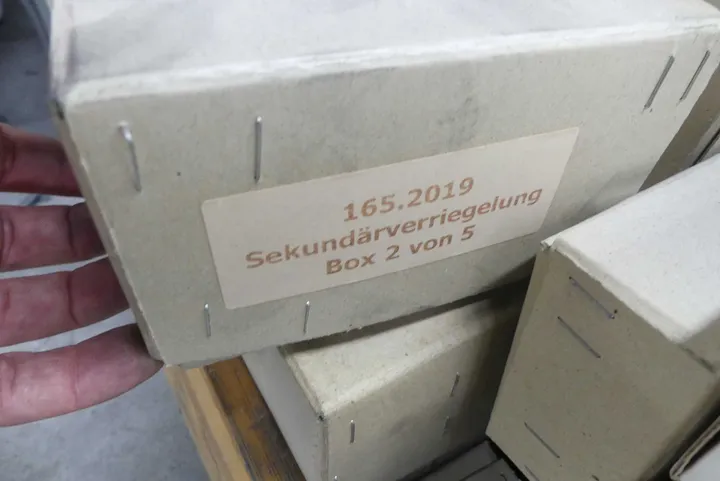 165.2019
Sekundärverriegelung
Box 2 von 5